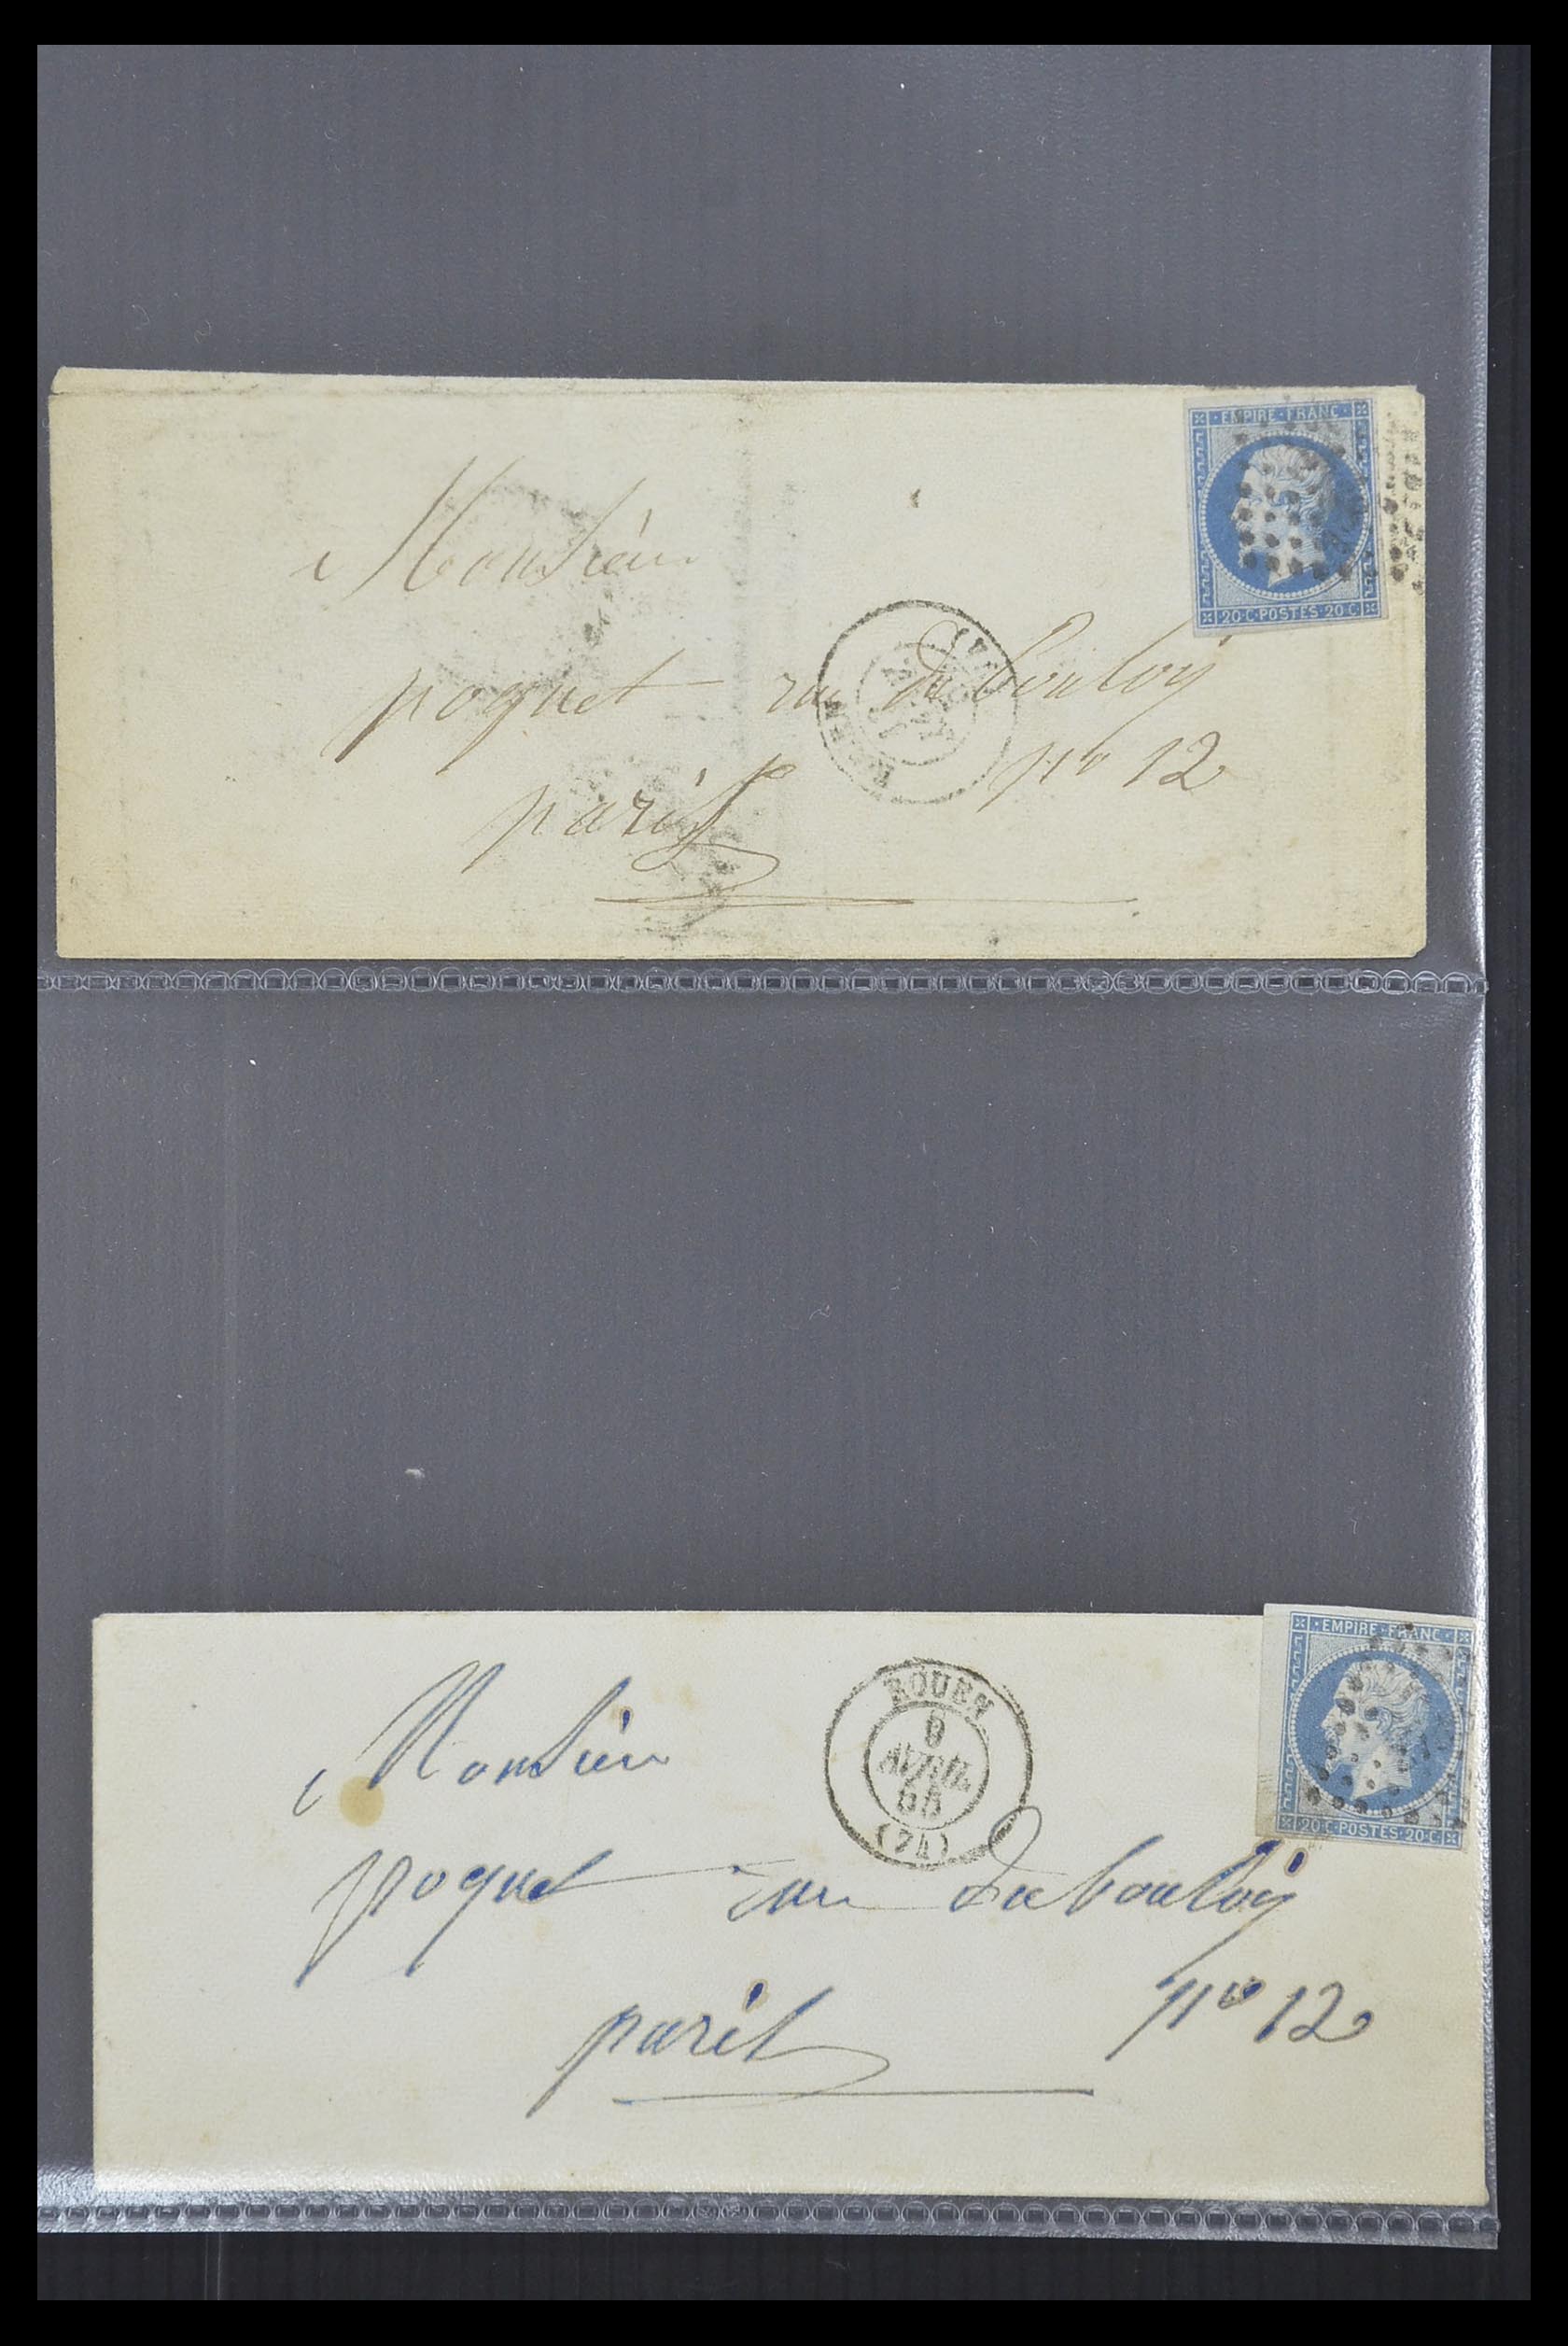 EMPIRE·FRANC
20·C·POSTES·20·C
Monsieur
poquet rue du bouloy
no 12
paris
EMPIRE·FRANC
20·C·POSTES·20·C
ROUEN
9
AVRIL
(74)
Monsieur
poquet rue du bouloy
no 12
paris